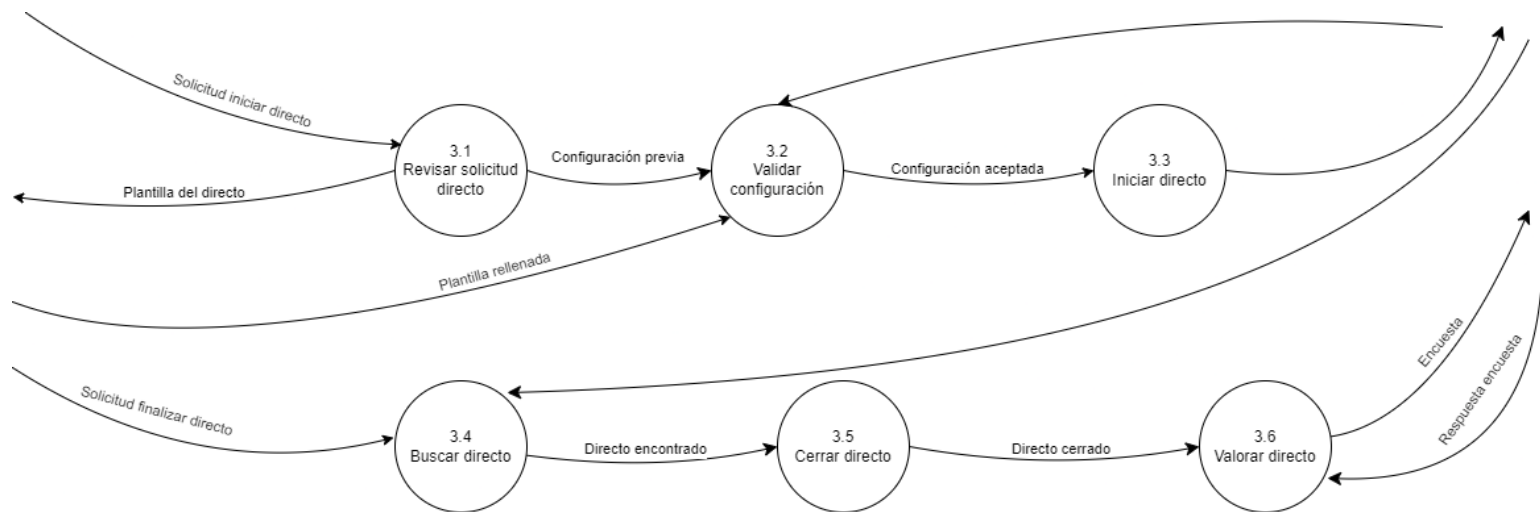 Solicitud iniciar directo
3.1
Revisar solicitud
directo
Configuración previa
3.2
Validar
configuración
Configuración aceptada
3.3
Iniciar directo
Plantilla del directo
Plantilla rellenada
Solicitud finalizar directo
3.4
Buscar directo
Directo encontrado
3.5
Cerrar directo
Directo cerrado
3.6
Valorar directo
Encuesta
Respuesta encuesta